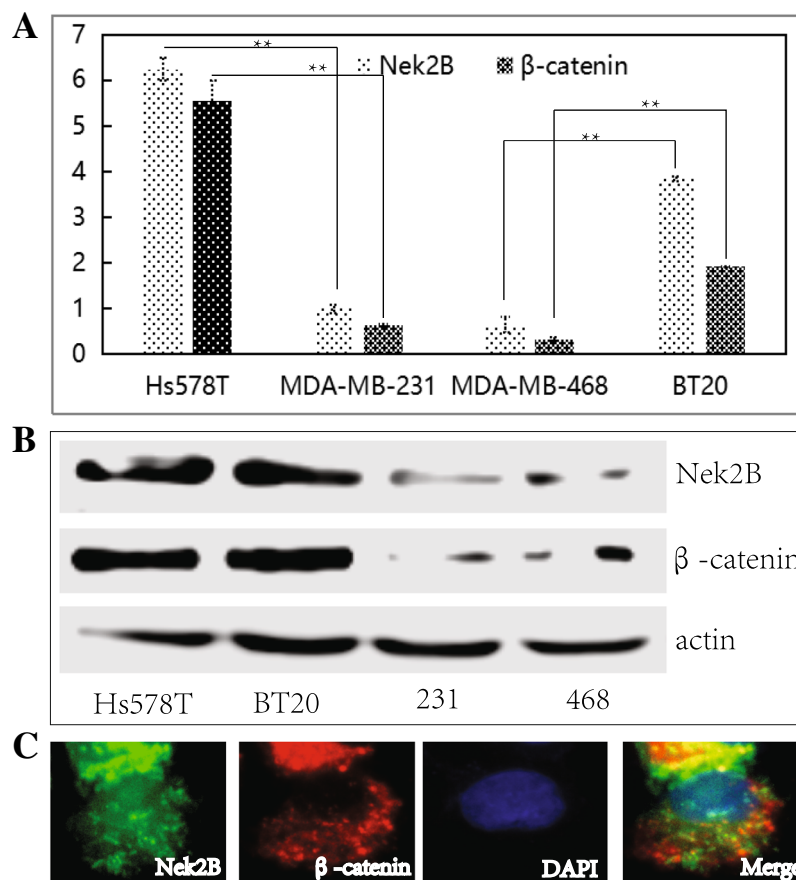 A
7
6
5
4
3
2
1
0
** ** ** **
Nek2B β-catenin
Hs578T MDA-MB-231 MDA-MB-468 BT20
B
Nek2B
β -catenin
actin
Hs578T BT20 231 468
C
Nek2B β -catenin DAPI Merge